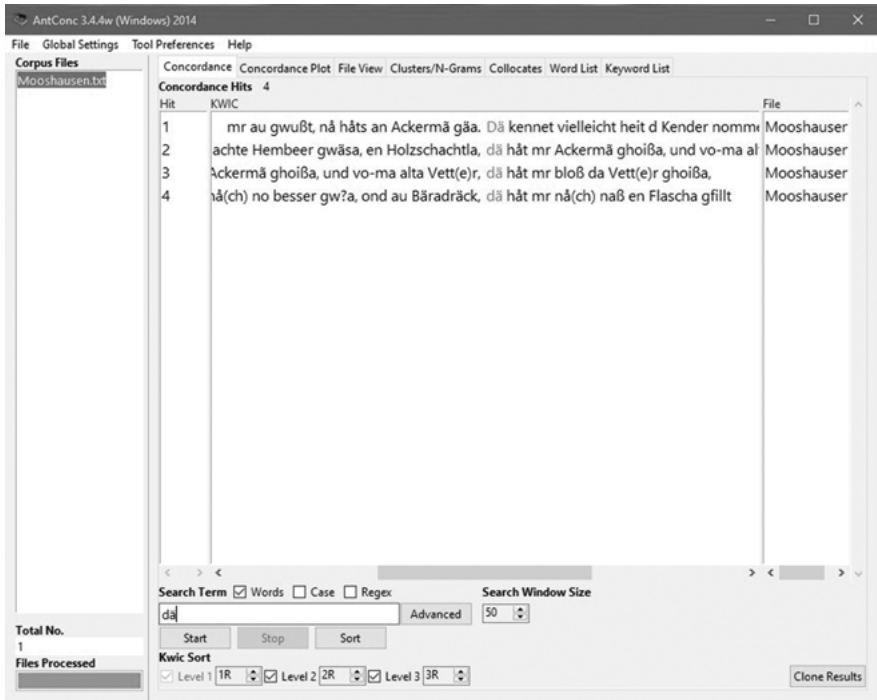 AntConc 3.4.4w (Windows) 2014
File Global Settings Tool Preferences Help
Corpus Files
Mooshausen.txt
Concordance Concordance Plot File View Clusters/N-Grams Collocates Word List Keyword List
Concordance Hits 4
Hit KWIC File
1 mr au gwußt, nå håts an Ackermã gäa. Dä kennet vielleicht heit d Kender nomme Mooshauser
2 achte Hembeer gwäsa, en Holzschachtla, dä håt mr Ackermã ghoißa, und vo-ma al Mooshauser
3 Ackermã ghoißa, und vo-ma alta Vett(e)r, dä håt mr bloß da Vett(e)r ghoißa, Mooshauser
4 nå(ch) no besser gw?a, ond au Bäradräck, dä håt mr nå(ch) naß en Flascha gfillt Mooshauser
Search Term Words Case Regex Search Window Size
dä Advanced 50
Start Stop Sort
Kwic Sort
Level 1 1R Level 2 2R Level 3 3R Clone Results
Total No.
1
Files Processed